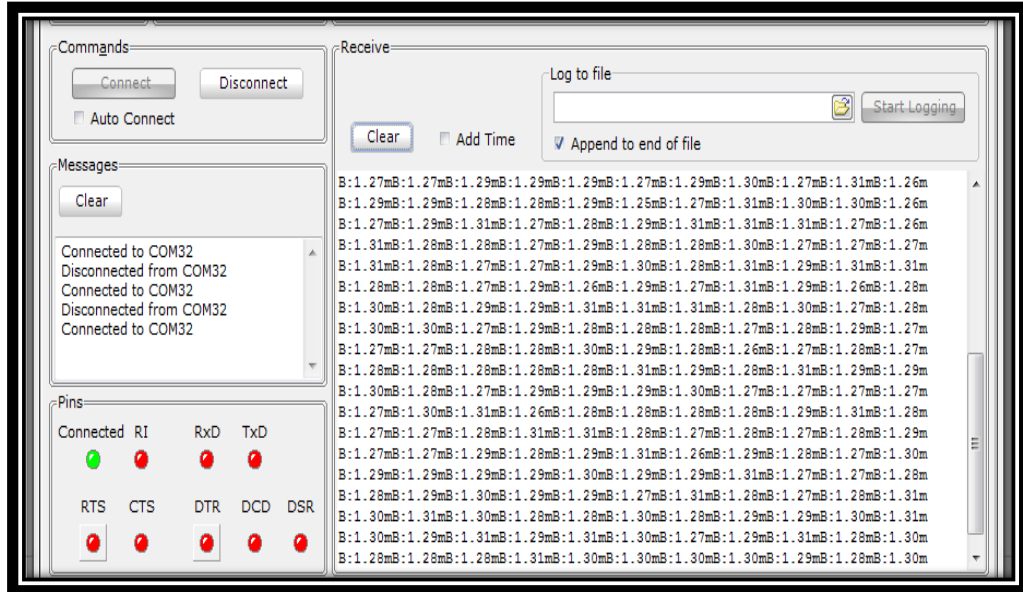 Commands
Connect
Disconnect
Auto Connect
Messages
Clear
Connected to COM32
Disconnected from COM32
Connected to COM32
Disconnected from COM32
Connected to COM32
Pins
Connected RI RxD TxD
RTS CTS DTR DCD DSR
Receive
Log to file
Start Logging
Clear
Add Time
Append to end of file
B:1.27mB:1.27mB:1.29mB:1.29mB:1.29mB:1.27mB:1.29mB:1.30mB:1.27mB:1.31mB:1.26m
B:1.29mB:1.29mB:1.28mB:1.28mB:1.29mB:1.25mB:1.27mB:1.31mB:1.30mB:1.30mB:1.26m
B:1.27mB:1.29mB:1.31mB:1.27mB:1.28mB:1.29mB:1.31mB:1.31mB:1.31mB:1.27mB:1.26m
B:1.31mB:1.28mB:1.28mB:1.27mB:1.29mB:1.28mB:1.28mB:1.30mB:1.27mB:1.27mB:1.27m
B:1.31mB:1.28mB:1.27mB:1.27mB:1.29mB:1.30mB:1.28mB:1.31mB:1.29mB:1.31mB:1.31m
B:1.28mB:1.28mB:1.27mB:1.29mB:1.26mB:1.29mB:1.27mB:1.31mB:1.29mB:1.26mB:1.28m
B:1.30mB:1.28mB:1.29mB:1.29mB:1.31mB:1.31mB:1.31mB:1.28mB:1.30mB:1.27mB:1.28m
B:1.30mB:1.30mB:1.27mB:1.29mB:1.28mB:1.28mB:1.28mB:1.27mB:1.28mB:1.29mB:1.27m
B:1.27mB:1.27mB:1.28mB:1.28mB:1.30mB:1.29mB:1.28mB:1.26mB:1.27mB:1.28mB:1.27m
B:1.28mB:1.28mB:1.28mB:1.28mB:1.28mB:1.31mB:1.29mB:1.28mB:1.31mB:1.29mB:1.29m
B:1.30mB:1.28mB:1.27mB:1.29mB:1.29mB:1.29mB:1.30mB:1.27mB:1.27mB:1.27mB:1.27m
B:1.27mB:1.30mB:1.31mB:1.26mB:1.28mB:1.28mB:1.28mB:1.28mB:1.29mB:1.31mB:1.28m
B:1.27mB:1.27mB:1.28mB:1.31mB:1.31mB:1.28mB:1.27mB:1.28mB:1.27mB:1.28mB:1.29m
B:1.27mB:1.27mB:1.29mB:1.28mB:1.29mB:1.31mB:1.26mB:1.29mB:1.28mB:1.27mB:1.30m
B:1.29mB:1.29mB:1.29mB:1.29mB:1.30mB:1.29mB:1.29mB:1.31mB:1.27mB:1.27mB:1.28m
B:1.28mB:1.29mB:1.30mB:1.29mB:1.29mB:1.27mB:1.31mB:1.28mB:1.27mB:1.28mB:1.31m
B:1.30mB:1.31mB:1.30mB:1.28mB:1.28mB:1.30mB:1.28mB:1.29mB:1.29mB:1.30mB:1.31m
B:1.30mB:1.29mB:1.31mB:1.29mB:1.31mB:1.30mB:1.27mB:1.29mB:1.31mB:1.28mB:1.30m
B:1.28mB:1.28mB:1.28mB:1.31mB:1.30mB:1.30mB:1.30mB:1.30mB:1.29mB:1.28mB:1.30m